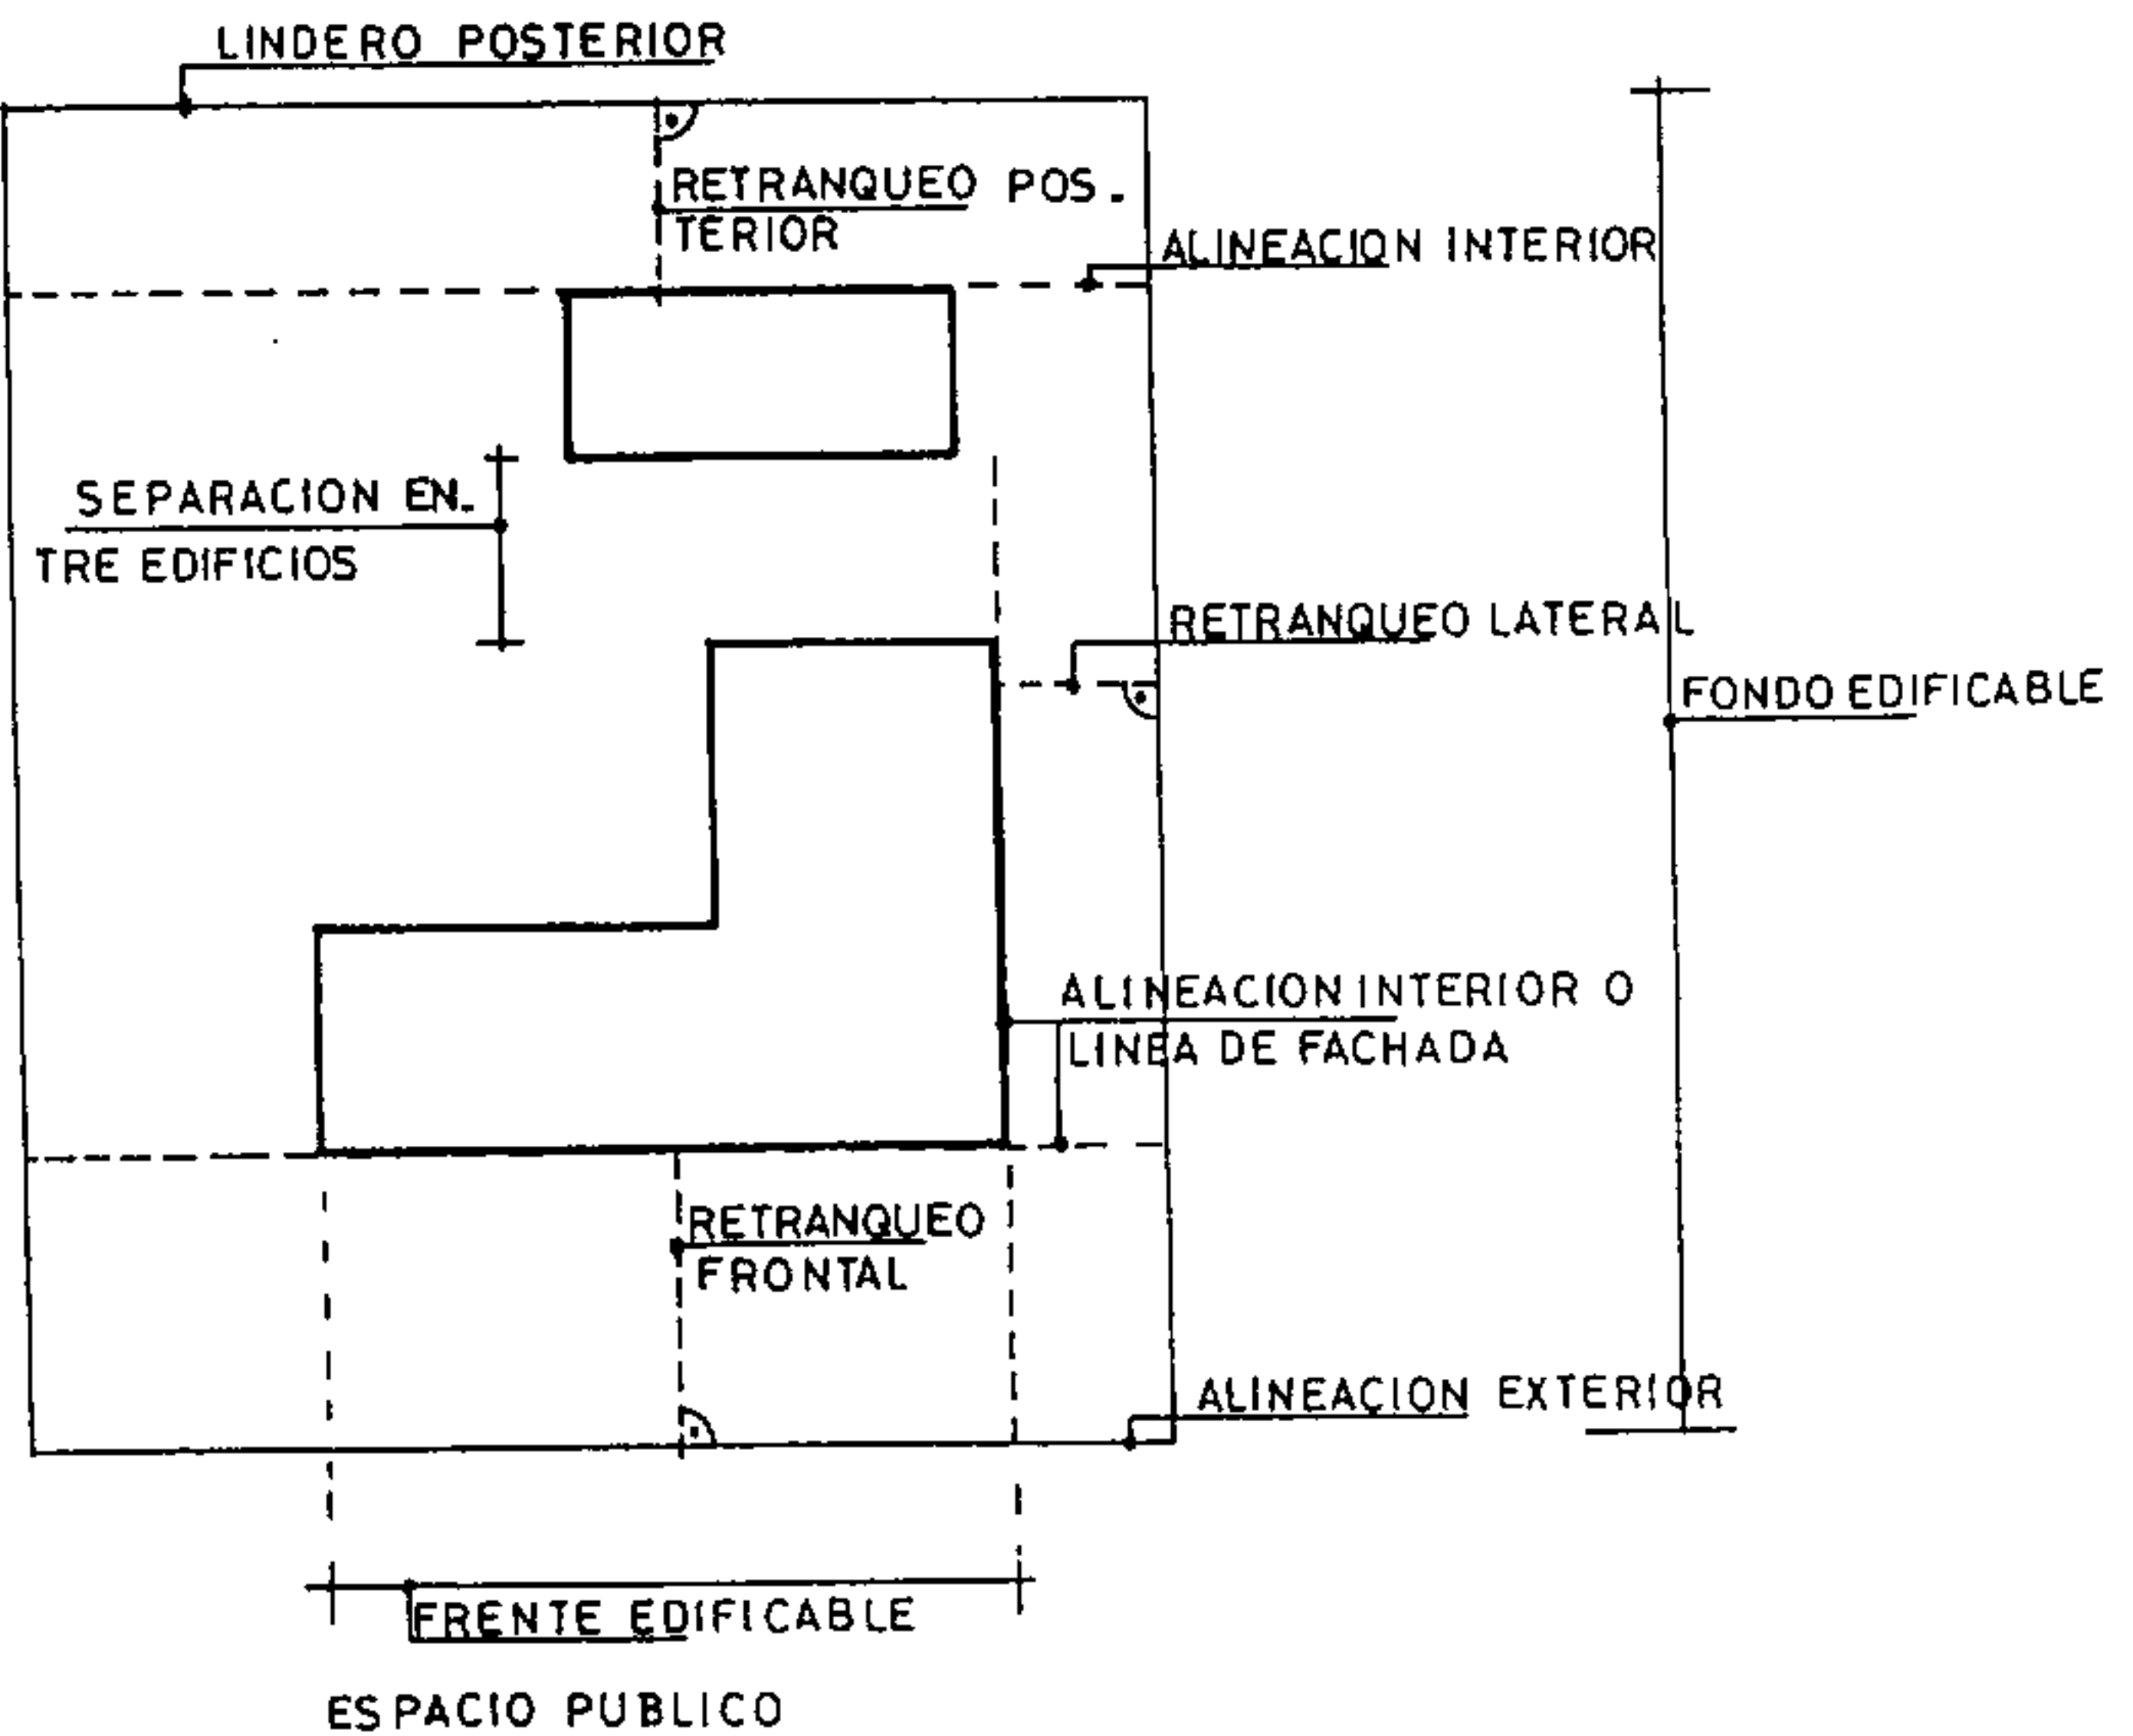 LINDERO POSTERIOR
RETRANQUEO POS.
TERIOR
ALINEACION INTERIOR
SEPARACION EN.
TRE EDIFICIOS
RETRANQUEO LATERAL
FONDO EDIFICABLE
ALINEACION INTERIOR O
LINEA DE FACHADA
RETRANQUEO
FRONTAL
ALINEACION EXTERIOR
FRENTE EDIFICABLE
ESPACIO PUBLICO